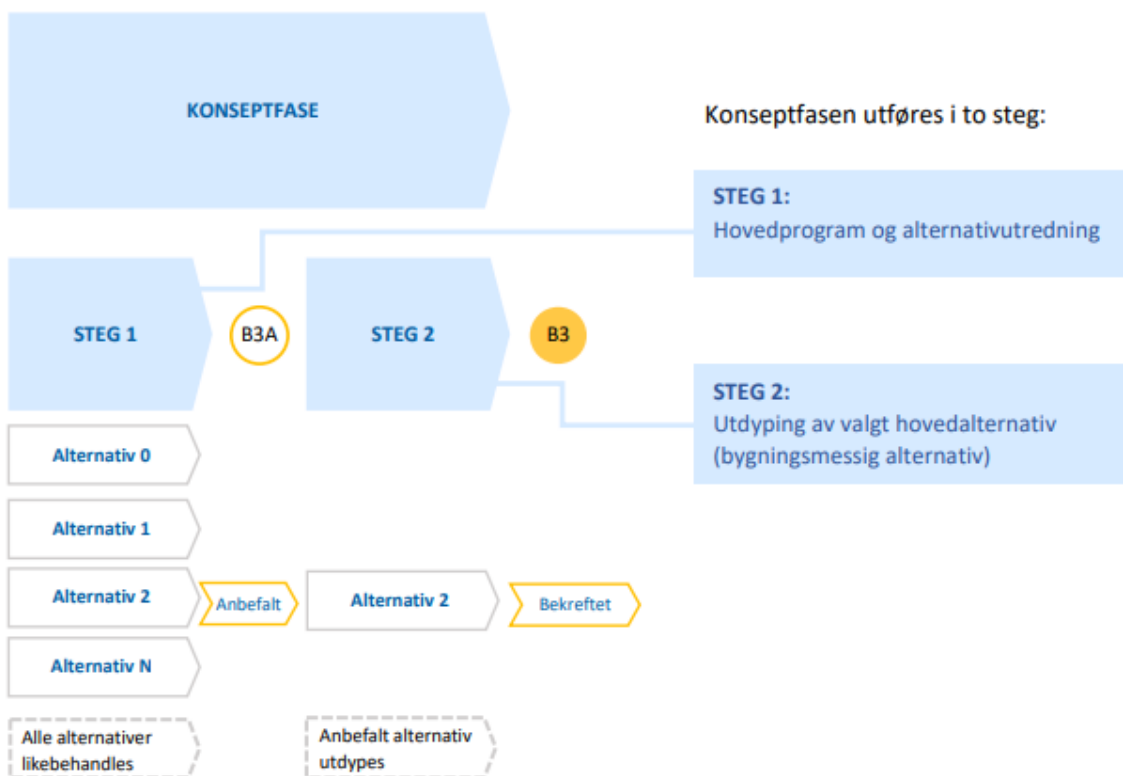 KONSEPTFASE
Konseptfasen utføres i to steg:
STEG 1:
Hovedprogram og alternativutredning
STEG 1
B3A
STEG 2
B3
STEG 2:
Utdyping av valgt hovedalternativ
(bygningsmessig alternativ)
Alternativ 0
Alternativ 1
Alternativ 2
Anbefalt
Alternativ 2
Bekreftet
Alternativ N
Alle alternativer
likebehandles
Anbefalt alternativ
utdypes